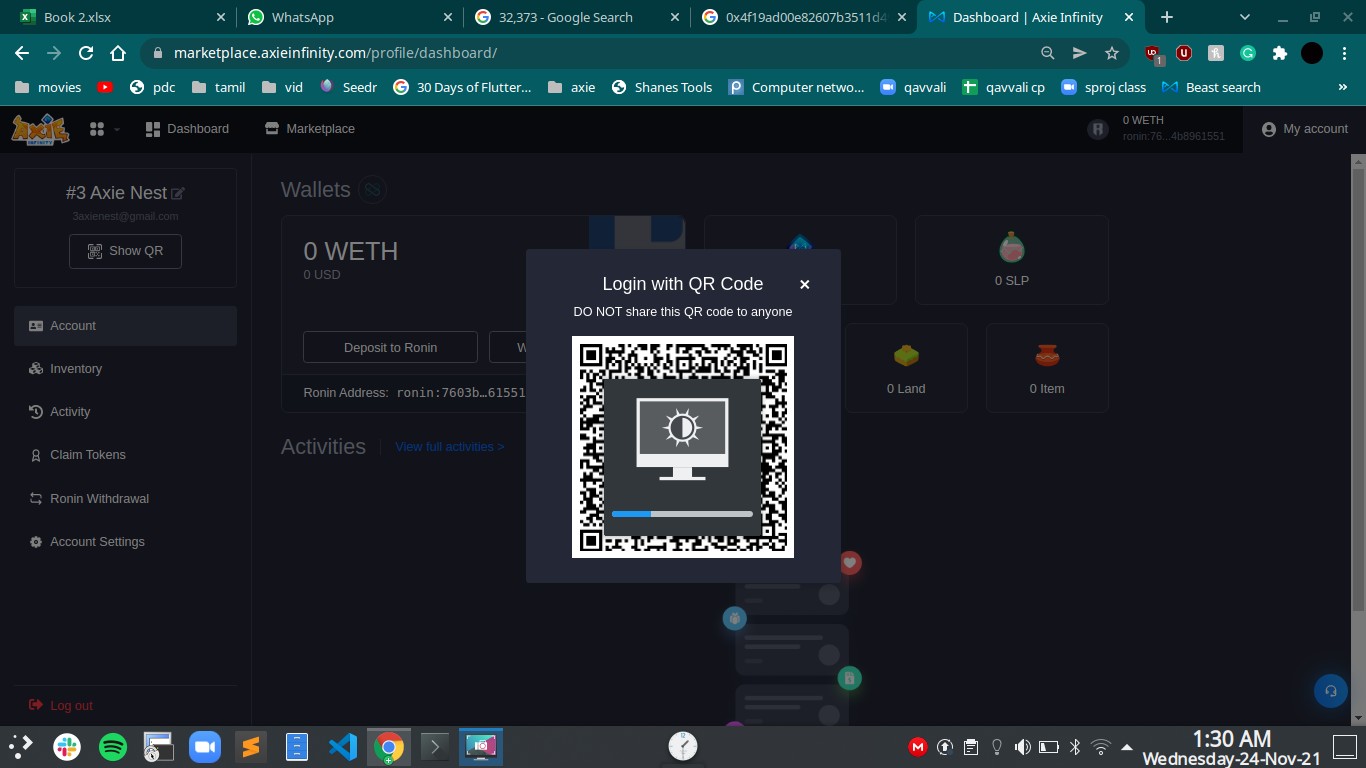 Book 2.xlsx
WhatsApp
32,373 - Google Search
0x4f19ad00e82607b3511d4
Dashboard | Axie Infinity
marketplace.axieinfinity.com/profile/dashboard/
1
movies
pdc
tamil
vid
Seedr
30 Days of Flutter...
axie
Shanes Tools
Computer netwo...
qavvali
qavvali cp
sproj class
Beast search
»
AXIE
INFINITY
Dashboard
Marketplace
0 WETH
ronin:76...4b8961551
My account
#3 Axie Nest
3axienest@gmail.com
Show QR
Account
Inventory
Activity
Claim Tokens
Ronin Withdrawal
Account Settings
Log out
Wallets
0 WETH
0 USD
Deposit to Ronin
W
Ronin Address: ronin:7603b…61551
0 SLP
0 Land
0 Item
Activities
View full activities >
Login with QR Code
DO NOT share this QR code to anyone
1:30 AM
Wednesday-24-Nov-21